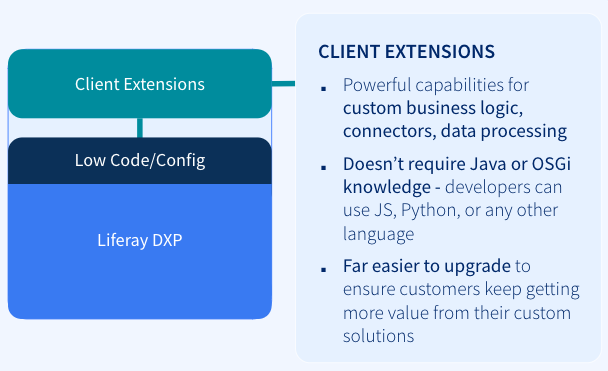 Client Extensions
Low Code/Config
Liferay DXP
CLIENT EXTENSIONS
▪ Powerful capabilities for
custom business logic,
connectors, data processing
▪ Doesn’t require Java or OSGi
knowledge - developers can
use JS, Python, or any other
language
▪ Far easier to upgrade to
ensure customers keep getting
more value from their custom
solutions